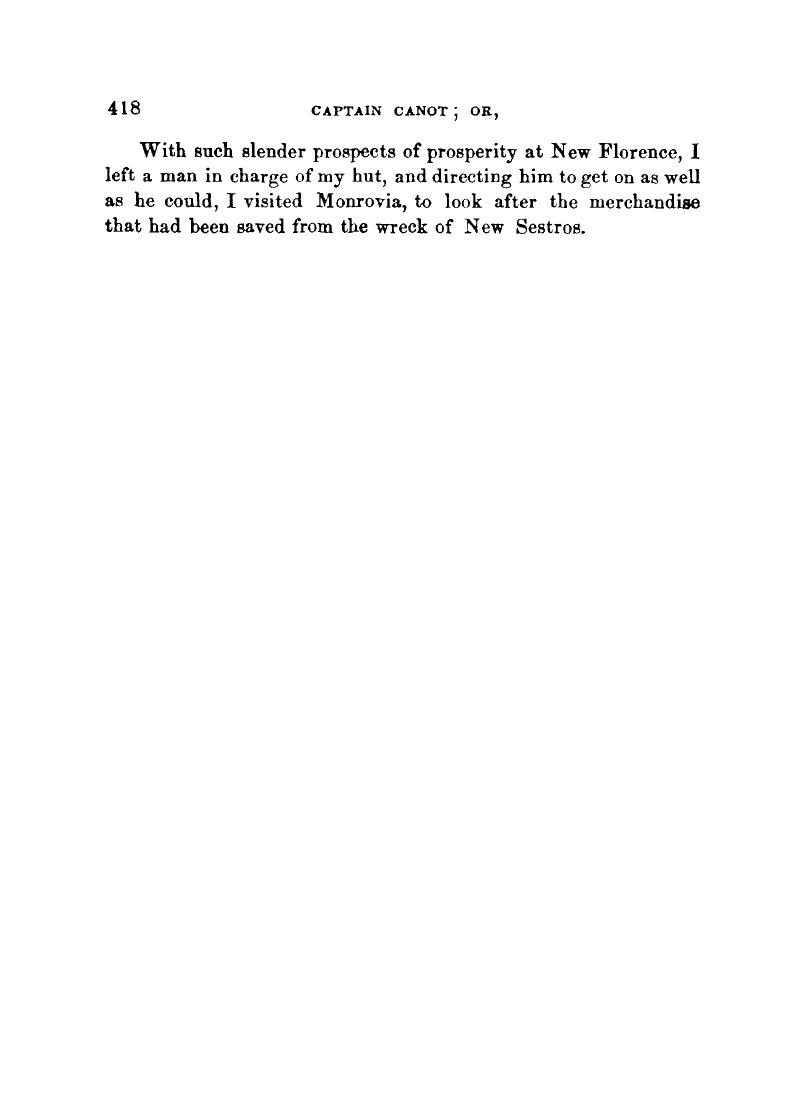 418 CAPTAIN CANOT; OR,
With such slender prospects of prosperity at New Florence, I
left a man in charge of my hut, and directing him to get on as well
as he could, I visited Monrovia, to look after the merchandise
that had been saved from the wreck of New Sestros.